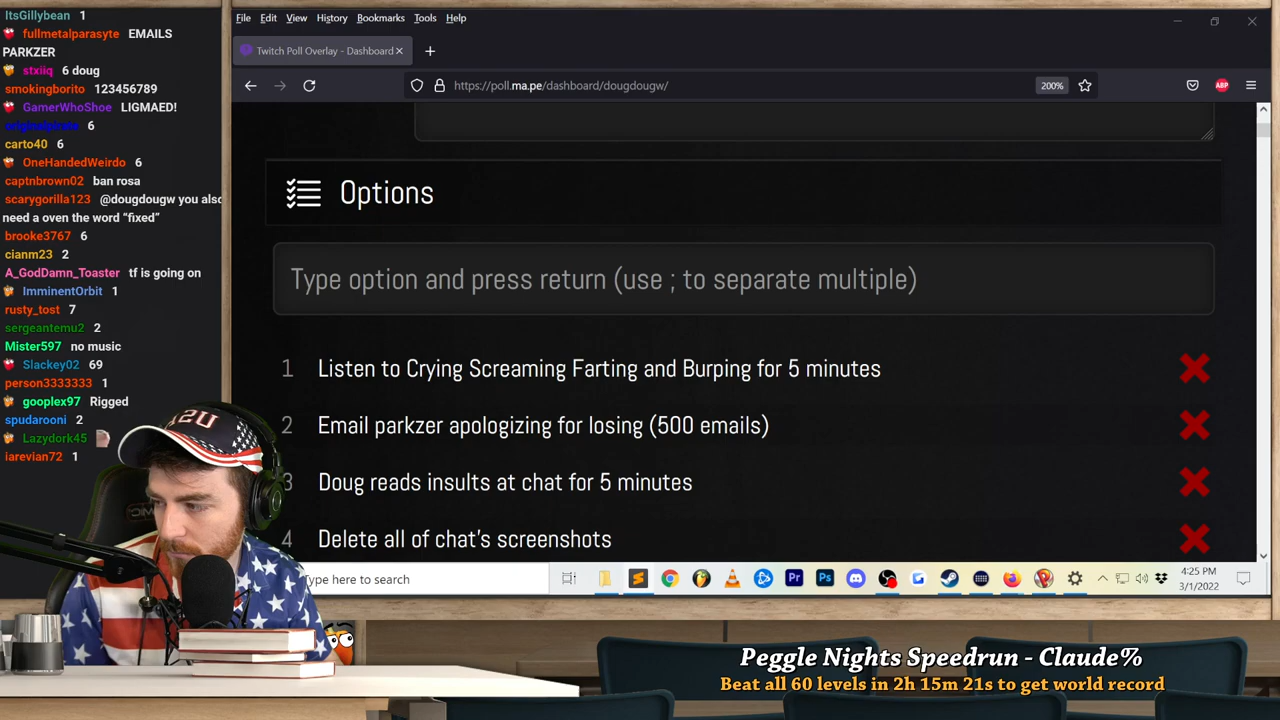 ItsGillybean 1
fullmetalparasyte EMAILS
PARKZER
stxiiq 6 doug
smokingborito 123456789
GamerWhoShoe LIGMAED!
6
carto40 6
OneHandedWeirdo 6
captnbrown02 ban rosa
scarygorilla123 @dougdougw you also
need a oven the word “fixed”
brooke3767 6
cianm23 2
A_GodDamn_Toaster tf is going on
ImminentOrbit 1
rusty_tost 7
sergeantemu2 2
Mister597 no music
Slackey02 69
person3333333 1
gooplex97 Rigged
spudarooni 2
Lazydork45
iarevian72 1
File Edit View History Bookmarks Tools Help
Twitch Poll Overlay - Dashboard
https://poll.ma.pe/dashboard/dougdougw/ 200% ABP
Options
Type option and press return (use ; to separate multiple)
1 Listen to Crying Screaming Farting and Burping for 5 minutes
2 Email parkzer apologizing for losing (500 emails)
3 Doug reads insults at chat for 5 minutes
4 Delete all of chat's screenshots
Type here to search
Pr Ps
4:25 PM
3/1/2022
Peggle Nights Speedrun - Claude%
Beat all 60 levels in 2h 15m 21s to get world record